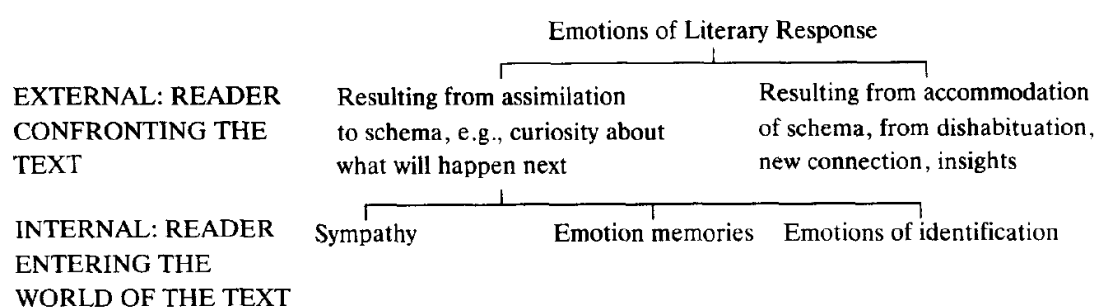 Emotions of Literary Response
EXTERNAL: READER
CONFRONTING THE
TEXT
Resulting from assimilation
to schema, e.g., curiosity about
what will happen next
Resulting from accommodation
of schema, from dishabituation,
new connection, insights
INTERNAL: READER
ENTERING THE
WORLD OF THE TEXT
Sympathy
Emotion memories
Emotions of identification